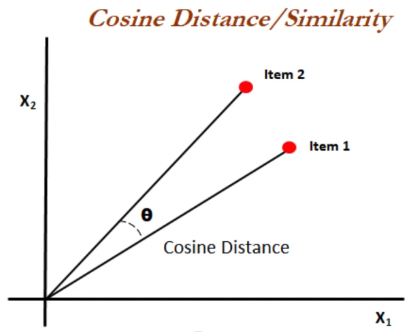 Cosine Distance/Similarity
Item 2
X₂
Item 1
θ
Cosine Distance
X₁